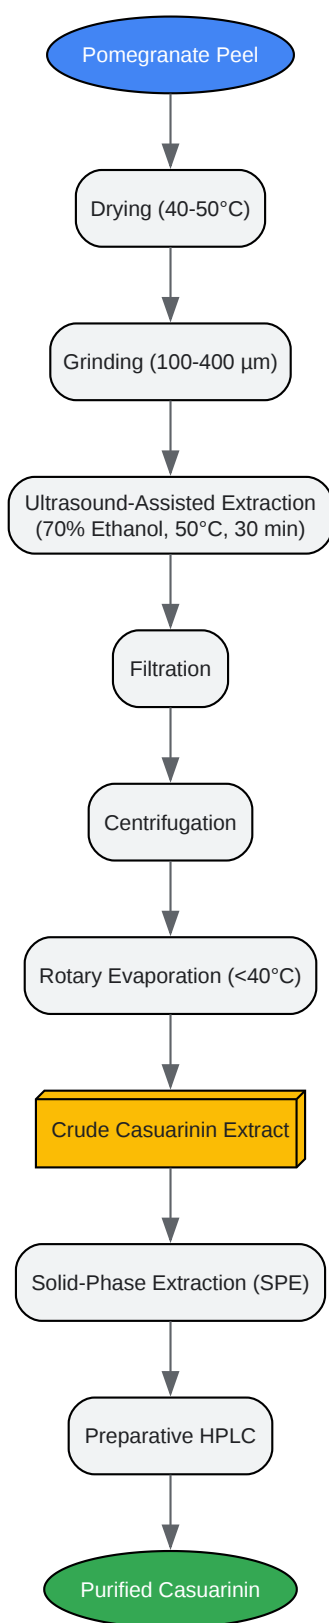 Pomegranate Peel
Drying (40-50°C)
Grinding (100-400 µm)
Ultrasound-Assisted Extraction
(70% Ethanol, 50°C, 30 min)
Filtration
Centrifugation
Rotary Evaporation (<40°C)
Crude Casuarinin Extract
Solid-Phase Extraction (SPE)
Preparative HPLC
Purified Casuarinin